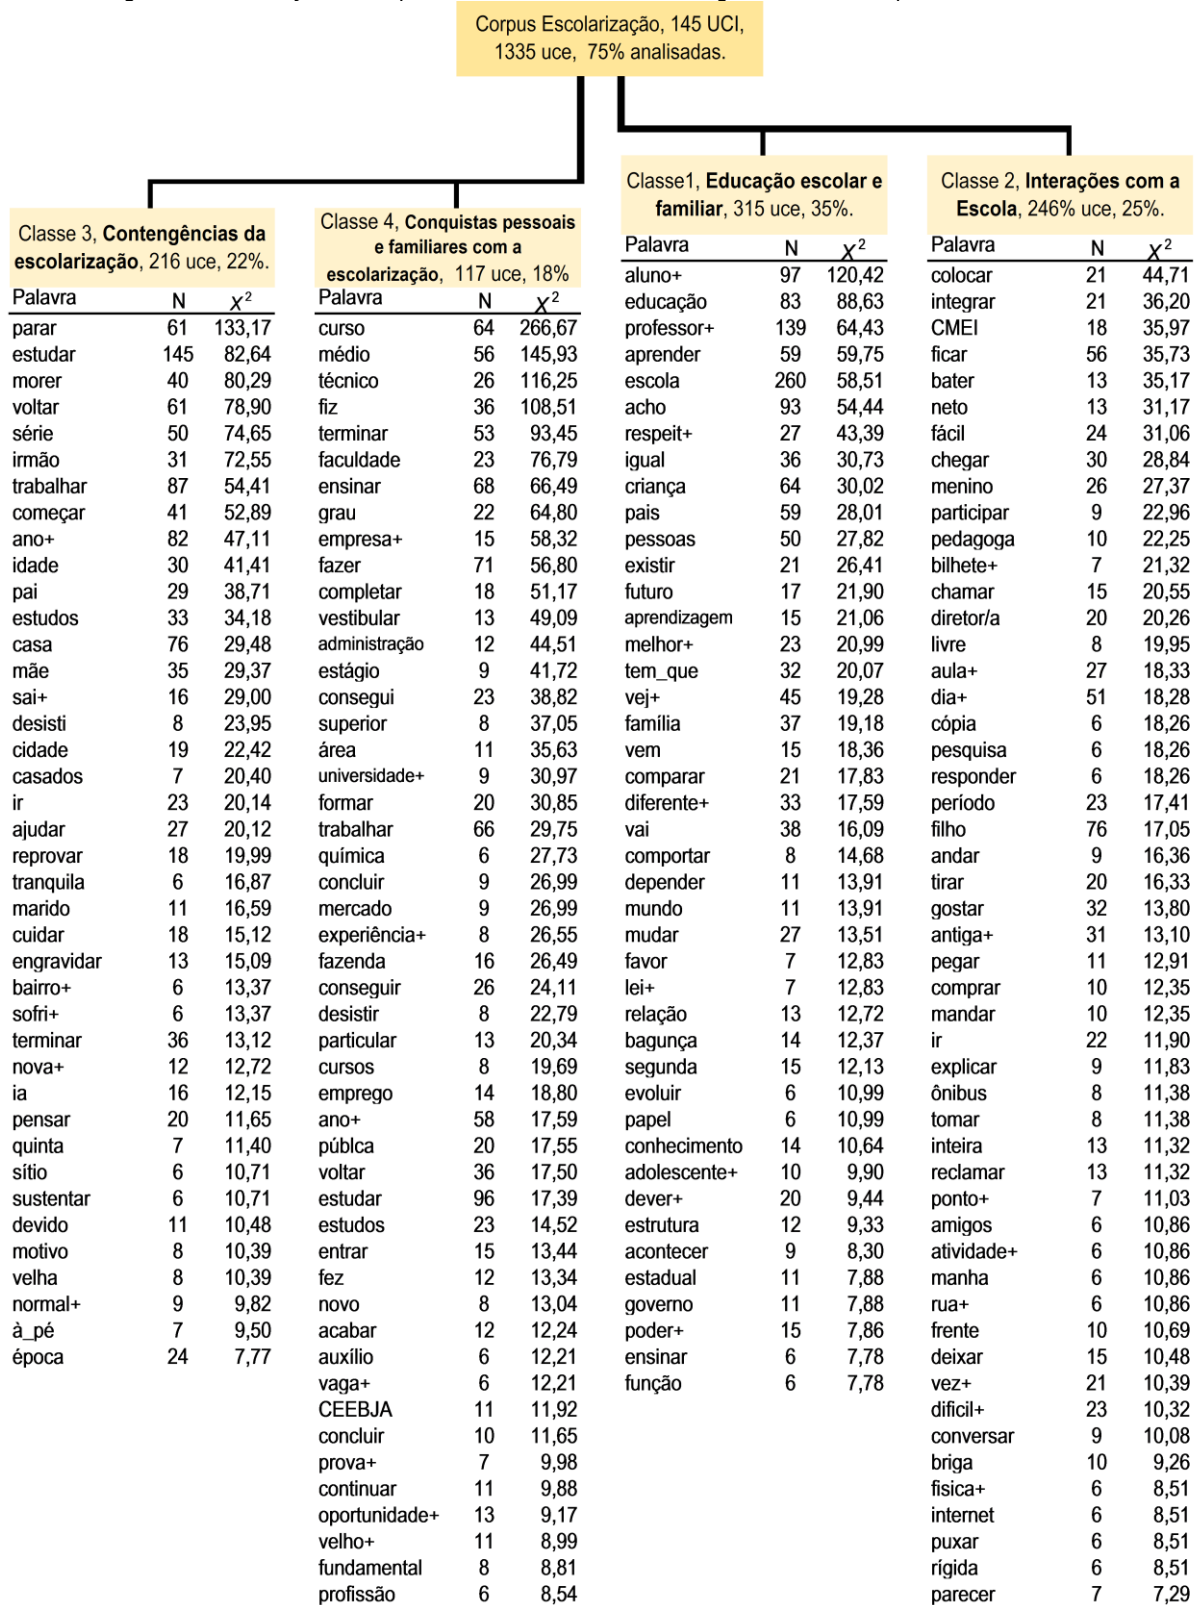 Corpus Escolarização, 145 UCI,
1335 uce, 75% analisadas.
Classe 3, Contengências da
escolarização, 216 uce, 22%.
Palavra N X²
parar 61 133,17
estudar 145 82,64
morer 40 80,29
voltar 61 78,90
série 50 74,65
irmão 31 72,55
trabalhar 87 54,41
começar 41 52,89
ano+ 82 47,11
idade 30 41,41
pai 29 38,71
estudos 33 34,18
casa 76 29,48
mãe 35 29,37
sai+ 16 29,00
desisti 8 23,95
cidade 19 22,42
casados 7 20,40
ir 23 20,14
ajudar 27 20,12
reprovar 18 19,99
tranquila 6 16,87
marido 11 16,59
cuidar 18 15,12
engravidar 13 15,09
bairro+ 6 13,37
sofri+ 6 13,37
terminar 36 13,12
nova+ 12 12,72
ia 16 12,15
pensar 20 11,65
quinta 7 11,40
sítio 6 10,71
sustentar 6 10,71
devido 11 10,48
motivo 8 10,39
velha 8 10,39
normal+ 9 9,82
à_pé 7 9,50
época 24 7,77
Classe 4, Conquistas pessoais
e familiares com a
escolarização, 117 uce, 18%
Palavra N X²
curso 64 266,67
médio 56 145,93
técnico 26 116,25
fiz 36 108,51
terminar 53 93,45
faculdade 23 76,79
ensinar 68 66,49
grau 22 64,80
empresa+ 15 58,32
fazer 71 56,80
completar 18 51,17
vestibular 13 49,09
administração 12 44,51
estágio 9 41,72
consegui 23 38,82
superior 8 37,05
área 11 35,63
universidade+ 9 30,97
formar 20 30,85
trabalhar 66 29,75
química 6 27,73
concluir 9 26,99
mercado 9 26,99
experiência+ 8 26,55
fazenda 16 26,49
conseguir 26 24,11
desistir 8 22,79
particular 13 20,34
cursos 8 19,69
emprego 14 18,80
ano+ 58 17,59
públca 20 17,55
voltar 36 17,50
estudar 96 17,39
estudos 23 14,52
entrar 15 13,44
fez 12 13,34
novo 8 13,04
acabar 12 12,24
auxílio 6 12,21
vaga+ 6 12,21
CEEBJA 11 11,92
concluir 10 11,65
prova+ 7 9,98
continuar 11 9,88
oportunidade+ 13 9,17
velho+ 11 8,99
fundamental 8 8,81
profissão 6 8,54
Classe1, Educação escolar e
familiar, 315 uce, 35%.
Palavra N X²
aluno+ 97 120,42
educação 83 88,63
professor+ 139 64,43
aprender 59 59,75
escola 260 58,51
acho 93 54,44
respeit+ 27 43,39
igual 36 30,73
criança 64 30,02
pais 59 28,01
pessoas 50 27,82
existir 21 26,41
futuro 17 21,90
aprendizagem 15 21,06
melhor+ 23 20,99
tem_que 32 20,07
vej+ 45 19,28
família 37 19,18
vem 15 18,36
comparar 21 17,83
diferente+ 33 17,59
vai 38 16,09
comportar 8 14,68
depender 11 13,91
mundo 11 13,91
mudar 27 13,51
favor 7 12,83
lei+ 7 12,83
relação 13 12,72
bagunça 14 12,37
segunda 15 12,13
evoluir 6 10,99
papel 6 10,99
conhecimento 14 10,64
adolescente+ 10 9,90
dever+ 20 9,44
estrutura 12 9,33
acontecer 9 8,30
estadual 11 7,88
governo 11 7,88
poder+ 15 7,86
ensinar 6 7,78
função 6 7,78
Classe 2, Interações com a
Escola, 246% uce, 25%.
Palavra N X²
colocar 21 44,71
integrar 21 36,20
CMEI 18 35,97
ficar 56 35,73
bater 13 35,17
neto 13 31,17
fácil 24 31,06
chegar 30 28,84
menino 26 27,37
participar 9 22,96
pedagoga 10 22,25
bilhete+ 7 21,32
chamar 15 20,55
diretor/a 20 20,26
livre 8 19,95
aula+ 27 18,33
dia+ 51 18,28
cópia 6 18,26
pesquisa 6 18,26
responder 6 18,26
período 23 17,41
filho 76 17,05
andar 9 16,36
tirar 20 16,33
gostar 32 13,80
antiga+ 31 13,10
pegar 11 12,91
comprar 10 12,35
mandar 10 12,35
ir 22 11,90
explicar 9 11,83
ônibus 8 11,38
tomar 8 11,38
inteira 13 11,32
reclamar 13 11,32
ponto+ 7 11,03
amigos 6 10,86
atividade+ 6 10,86
manha 6 10,86
rua+ 6 10,86
frente 10 10,69
deixar 15 10,48
vez+ 21 10,39
dificil+ 23 10,32
conversar 9 10,08
briga 10 9,26
fisica+ 6 8,51
internet 6 8,51
puxar 6 8,51
rígida 6 8,51
parecer 7 7,29